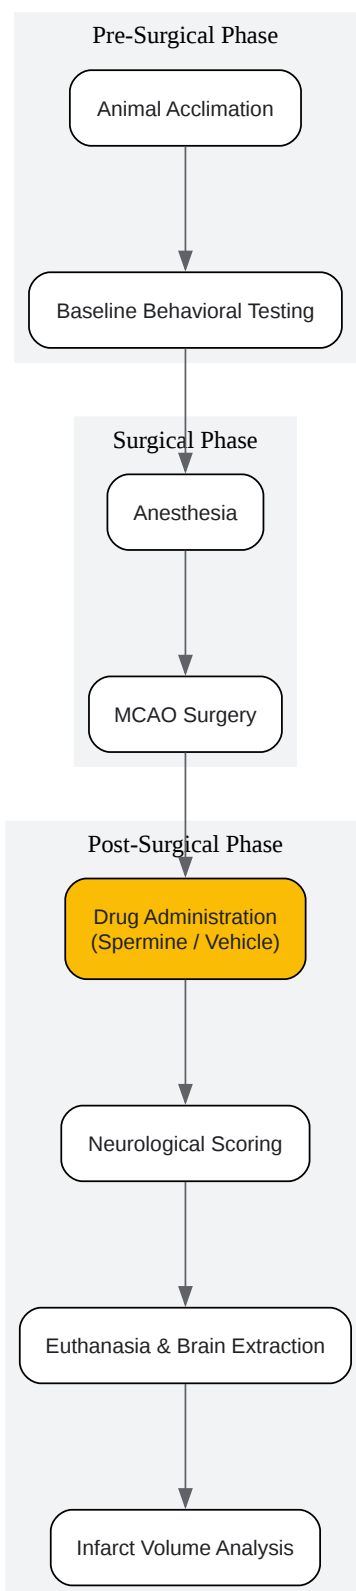 Pre-Surgical Phase
Animal Acclimation
Baseline Behavioral Testing
Surgical Phase
Anesthesia
MCAO Surgery
Post-Surgical Phase
Drug Administration
(Spermine / Vehicle)
Neurological Scoring
Euthanasia & Brain Extraction
Infarct Volume Analysis